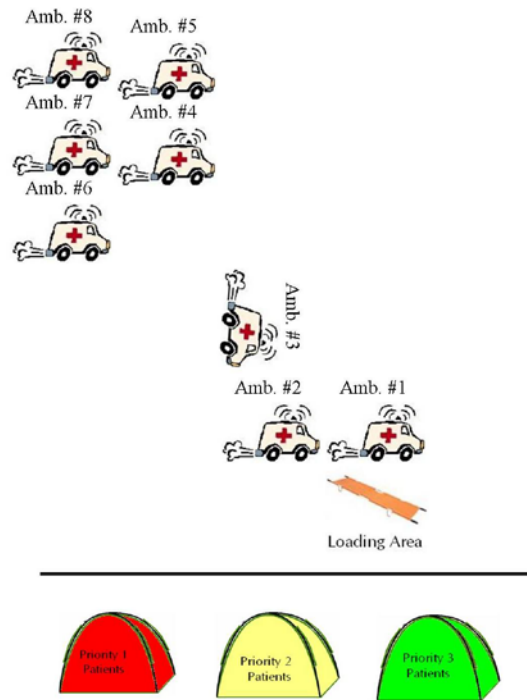 Amb. #8
Amb. #5
Amb. #7
Amb. #4
Amb. #6
Amb. #3
Amb. #2
Amb. #1
Loading Area
Priority 1
Patients
Priority 2
Patients
Priority 3
Patients